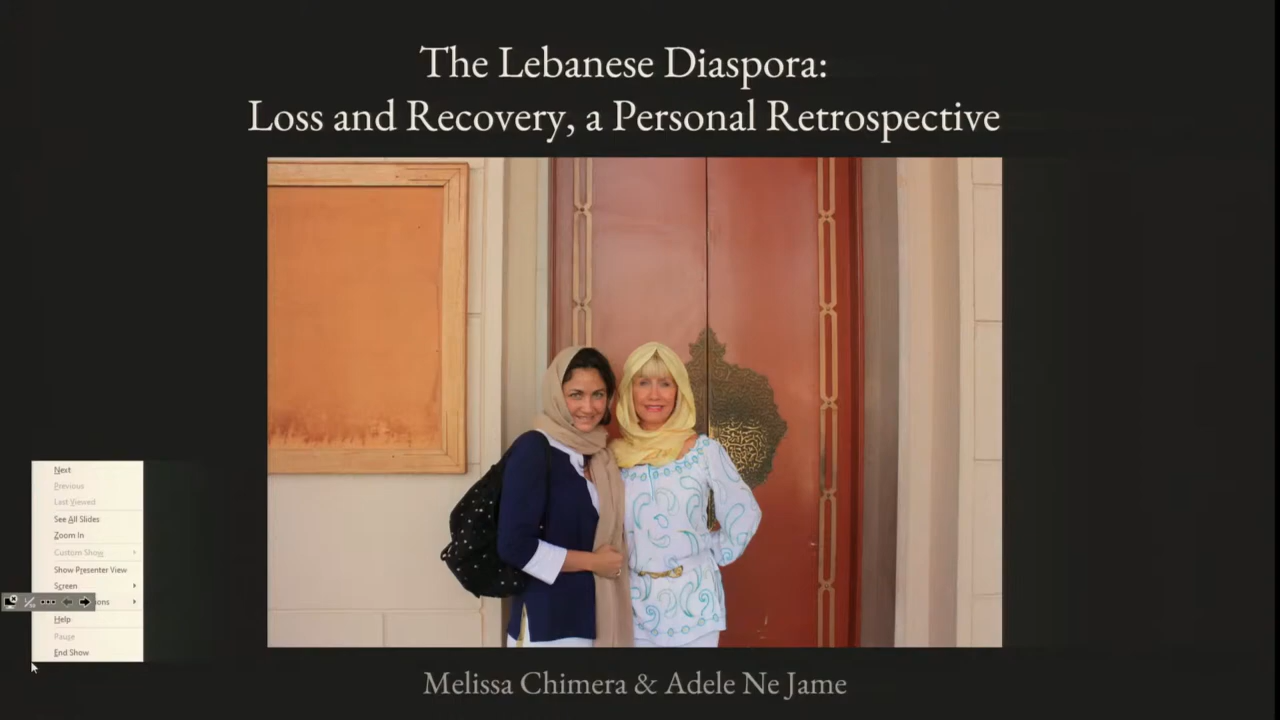 The Lebanese Diaspora:
Loss and Recovery, a Personal Retrospective
Next
Previous
Last Viewed
See All Slides
Zoom In
Custom Show
Show Presenter View
Screen
ions
Help
Pause
End Show
Melissa Chimera & Adele Ne Jame